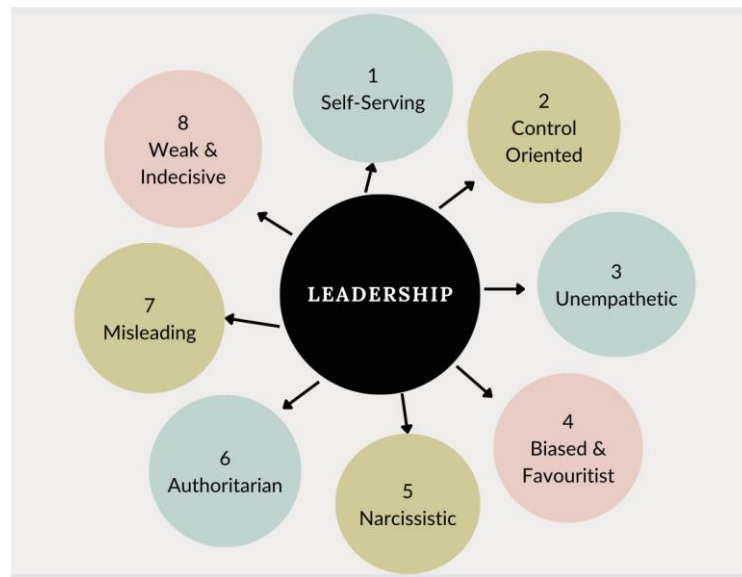 1
Self-Serving
2
Control
Oriented
3
Unempathetic
4
Biased &
Favouritist
5
Narcissistic
6
Authoritarian
7
Misleading
8
Weak &
Indecisive
LEADERSHIP